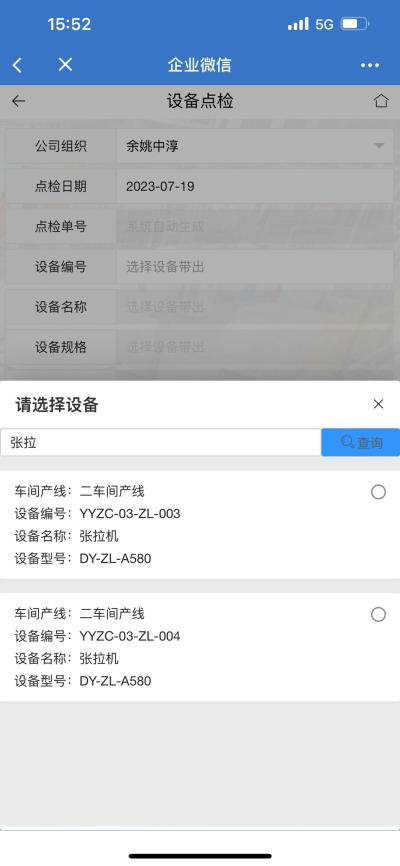 15:52
5G
企业微信
设备点检
公司组织 余姚中淳
点检日期 2023-07-19
点检单号 系统自动生成
设备编号 选择设备带出
设备名称 选择设备带出
设备规格 选择设备带出
请选择设备
张拉 查询
车间产线：二车间产线
设备编号：YYZC-03-ZL-003
设备名称：张拉机
设备型号：DY-ZL-A580
车间产线：二车间产线
设备编号：YYZC-03-ZL-004
设备名称：张拉机
设备型号：DY-ZL-A580